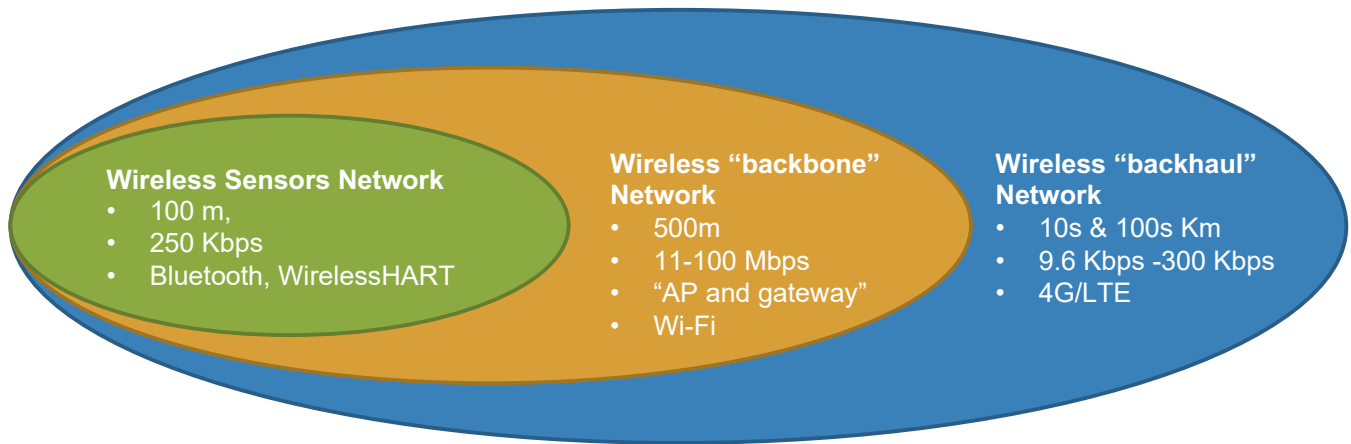 Wireless Sensors Network
• 100 m,
• 250 Kbps
• Bluetooth, WirelessHART
Wireless “backbone”
Network
• 500m
• 11-100 Mbps
• “AP and gateway”
• Wi-Fi
Wireless “backhaul”
Network
• 10s & 100s Km
• 9.6 Kbps -300 Kbps
• 4G/LTE